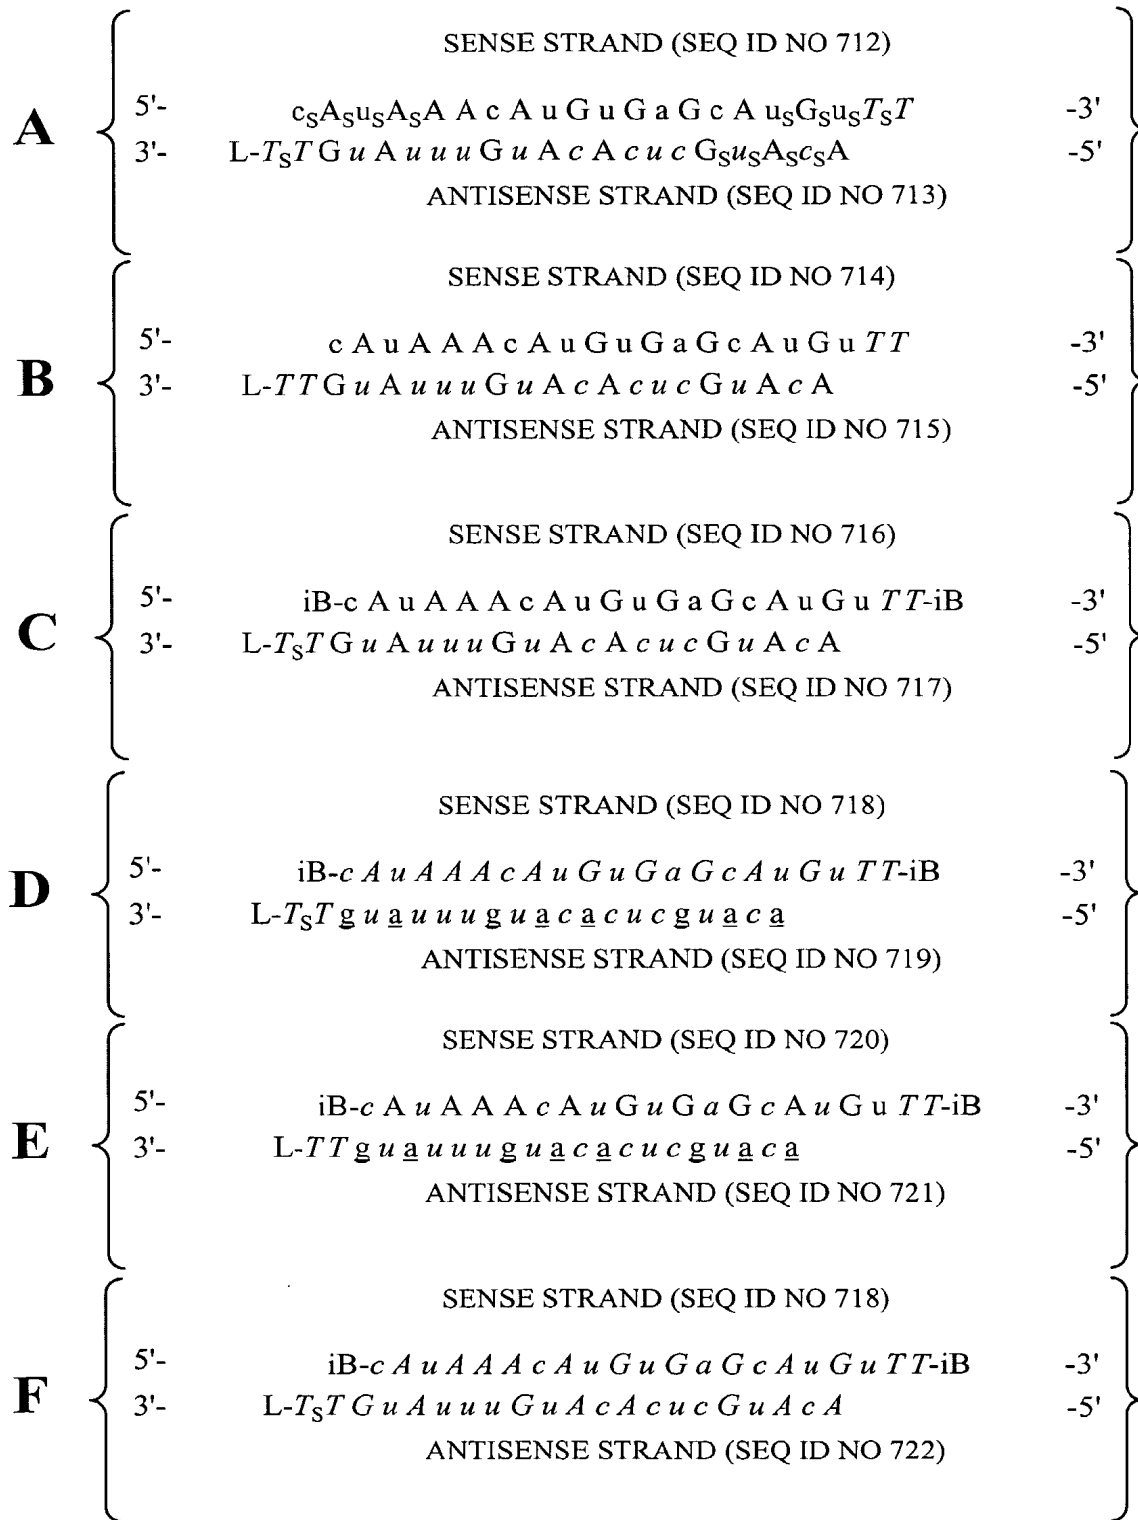 SENSE STRAND (SEQ ID NO 712)
A
5'- cSASuSASA A c A u G u G a G c A uSGSuSTST -3'
3'- L-TST G u A u u u G u A c A c u c GSuSAScSA -5'
ANTISENSE STRAND (SEQ ID NO 713)
SENSE STRAND (SEQ ID NO 714)
B
5'- c A u A A A c A u G u G a G c A u G u T T -3'
3'- L-T T G u A u u u G u A c A c u c G u A c A -5'
ANTISENSE STRAND (SEQ ID NO 715)
SENSE STRAND (SEQ ID NO 716)
C
5'- iB-c A u A A A c A u G u G a G c A u G u T T-iB -3'
3'- L-TST G u A u u u G u A c A c u c G u A c A -5'
ANTISENSE STRAND (SEQ ID NO 717)
SENSE STRAND (SEQ ID NO 718)
D
5'- iB-c A u A A A c A u G u G a G c A u G u T T-iB -3'
3'- L-TST g u a u u u g u a c a c u c g u a c a -5'
ANTISENSE STRAND (SEQ ID NO 719)
SENSE STRAND (SEQ ID NO 720)
E
5'- iB-c A u A A A c A u G u G a G c A u G u T T-iB -3'
3'- L-T T g u a u u u g u a c a c u c g u a c a -5'
ANTISENSE STRAND (SEQ ID NO 721)
SENSE STRAND (SEQ ID NO 718)
F
5'- iB-c A u A A A c A u G u G a G c A u G u T T-iB -3'
3'- L-TST G u A u u u G u A c A c u c G u A c A -5'
ANTISENSE STRAND (SEQ ID NO 722)